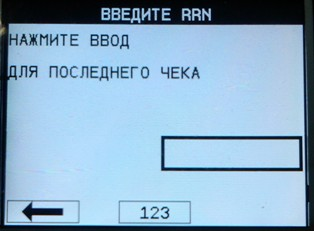 ВВЕДИТЕ RRN
НАЖМИТЕ ВВОД
ДЛЯ ПОСЛЕДНЕГО ЧЕКА
123